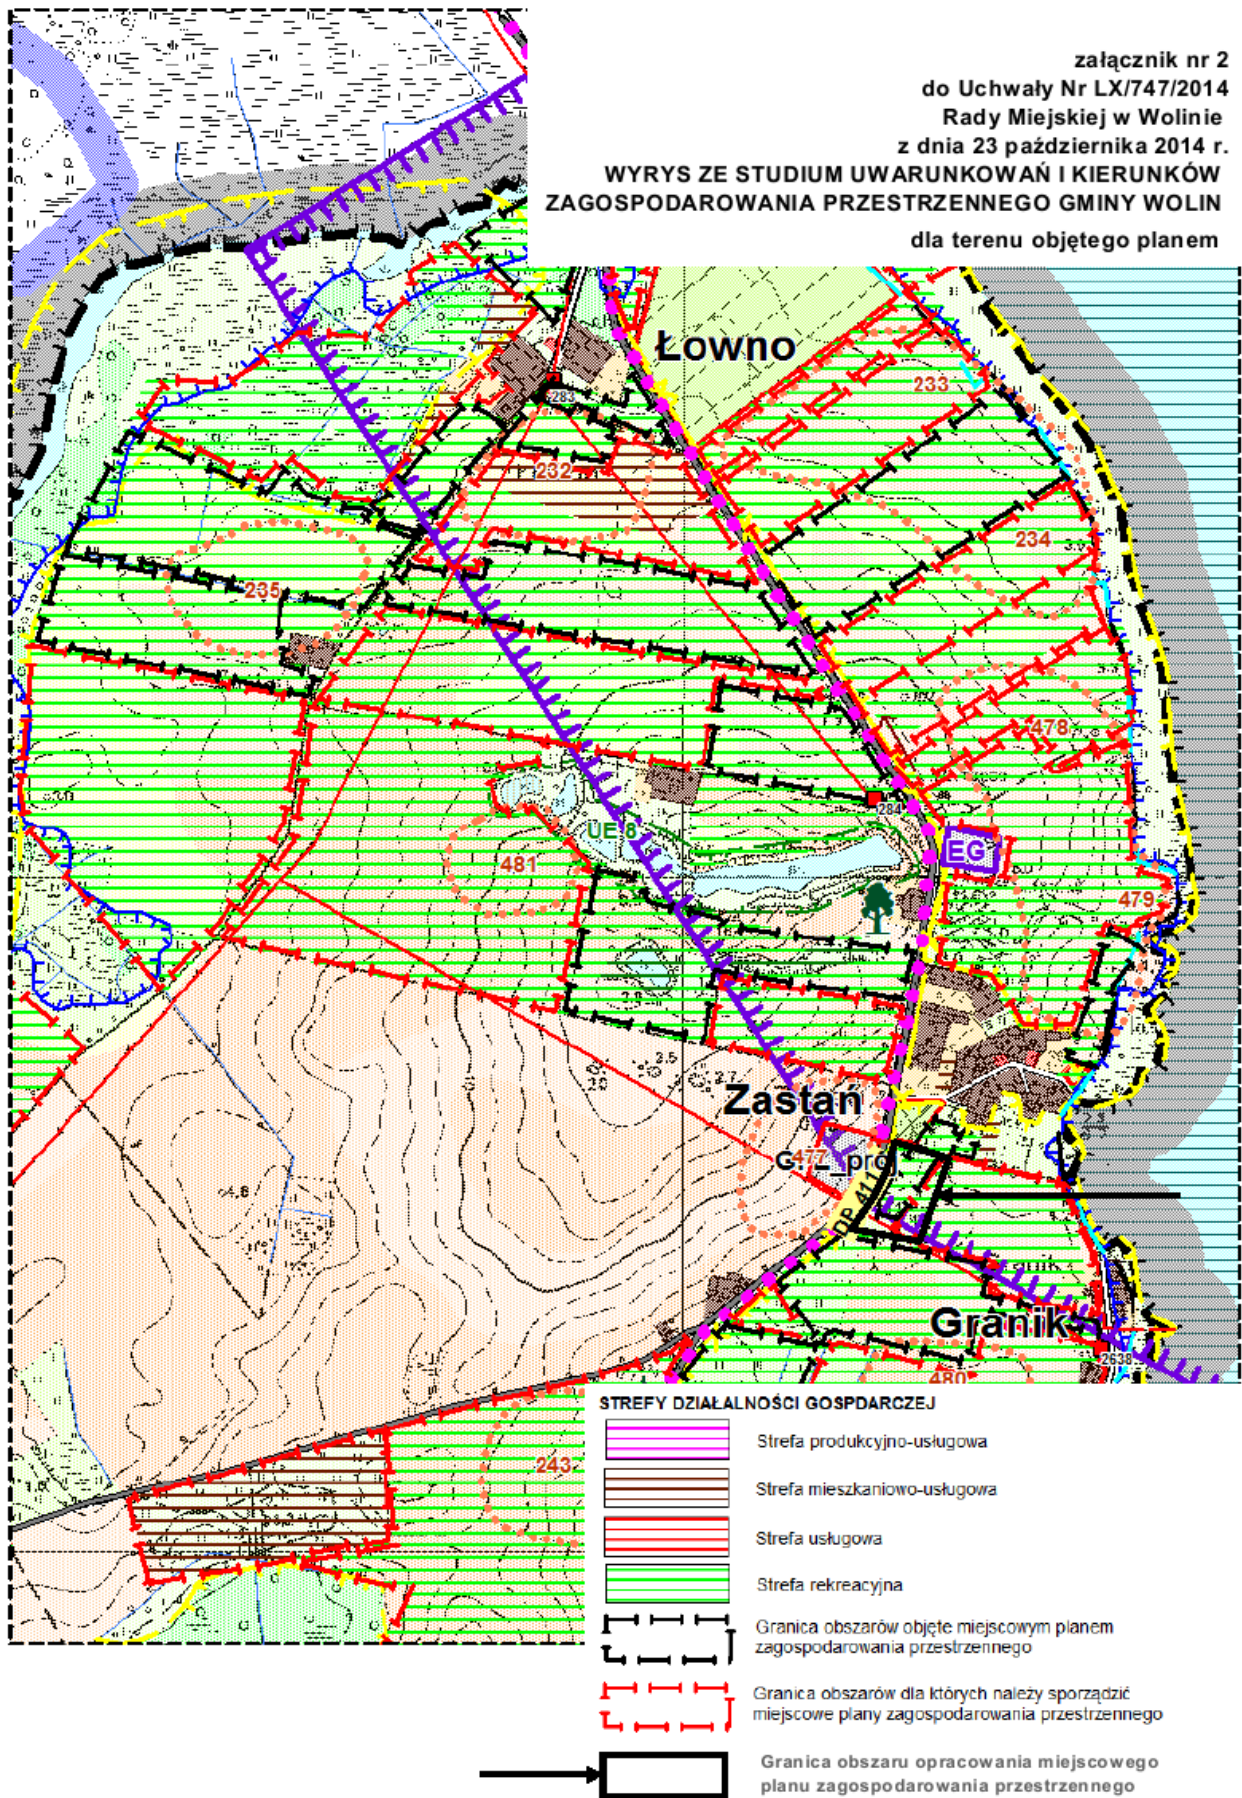 załącznik nr 2
do Uchwały Nr LX/747/2014
Rady Miejskiej w Wolinie
z dnia 23 października 2014 r.
WYRYS ZE STUDIUM UWARUNKOWAŃ I KIERUNKÓW
ZAGOSPODAROWANIA PRZESTRZENNEGO GMINY WOLIN
dla terenu objętego planem
Łowno
233
283
232
234
235
478
284
UE 8
EG
481
479
Zastań
477
DP 411
Granik
2638
480
243
STREFY DZIAŁALNOŚCI GOSPDARCZEJ
Strefa produkcyjno-usługowa
Strefa mieszkaniowo-usługowa
Strefa usługowa
Strefa rekreacyjna
Granica obszarów objęte miejscowym planem
zagospodarowania przestrzennego
Granica obszarów dla których należy sporządzić
miejscowe plany zagospodarowania przestrzennego
Granica obszaru opracowania miejscowego
planu zagospodarowania przestrzennego